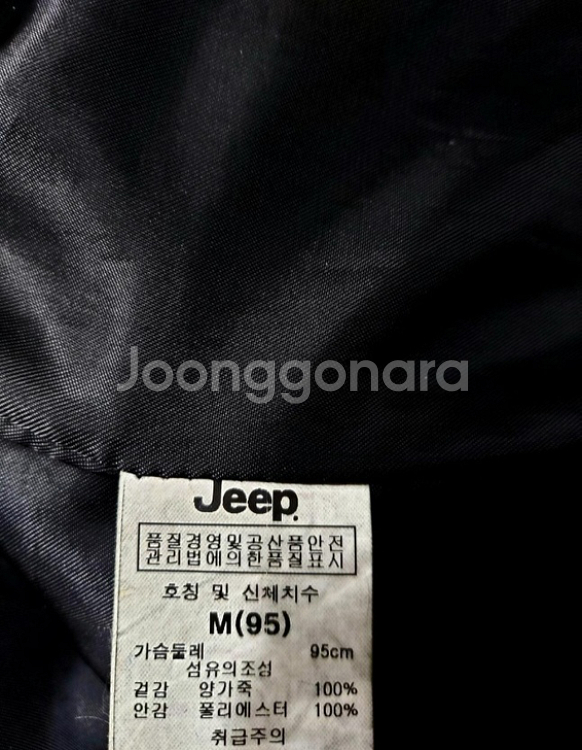 Joonggonara
Jeep
품질경영및공산품안전
관리법에의한품질표시
호칭 및 신체치수
M(95)
가슴둘레 95cm
섬유의조성
겉감 양가죽 100%
안감 폴리에스터 100%
취급주의